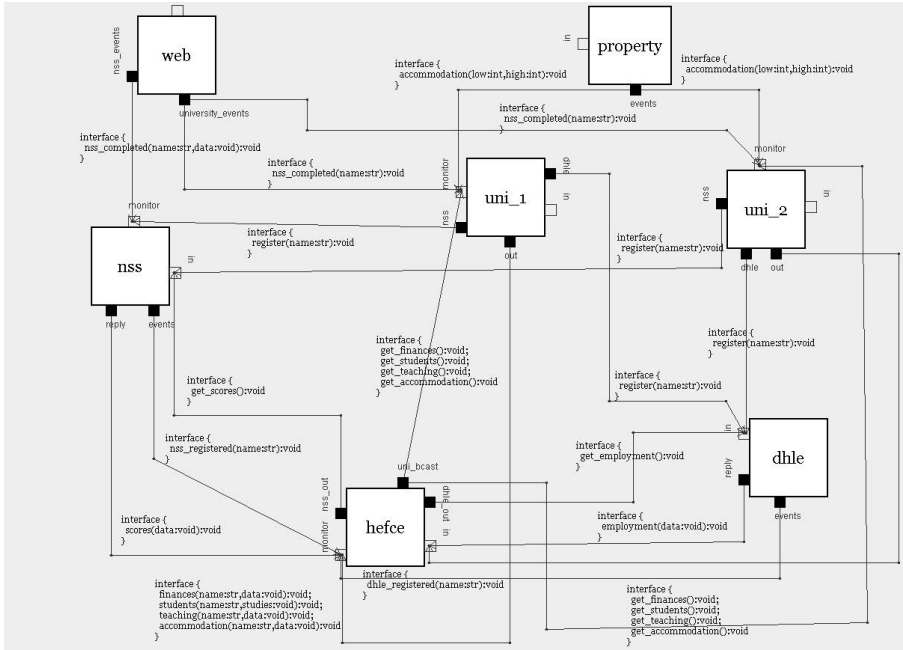 web
nss_events
university_events
in
property
events
interface {
accommodation(low:int,high:int):void
}
interface {
accommodation(low:int,high:int):void
}
interface {
nss_completed(name:str):void
}
interface {
nss_completed(name:str,data:void):void
}
interface {
nss_completed(name:str):void
}
monitor
dhle
in
uni_1
nss
out
monitor
in
uni_2
nss
dhle
out
monitor
in
nss
reply
events
interface {
register(name:str):void
}
interface {
register(name:str):void
}
interface {
register(name:str):void
}
interface {
get_finances():void;
get_students():void;
get_teaching():void;
get_accommodation():void
}
interface {
get_scores():void
}
interface {
register(name:str):void
}
interface {
nss_registered(name:str):void
}
uni_bcast
nss_out
dhle_out
in
monitor
hefce
interface {
get_employment():void
}
in
reply
dhle
events
interface {
scores(data:void):void
}
interface {
employment(data:void):void
}
interface {
dhle_registered(name:str):void
}
interface {
finances(name:str,data:void):void;
students(name:str,studies:void):void;
teaching(name:str,data:void):void;
accommodation(name:str,data:void):void
}
interface {
get_finances():void;
get_students():void;
get_teaching():void;
get_accommodation():void
}